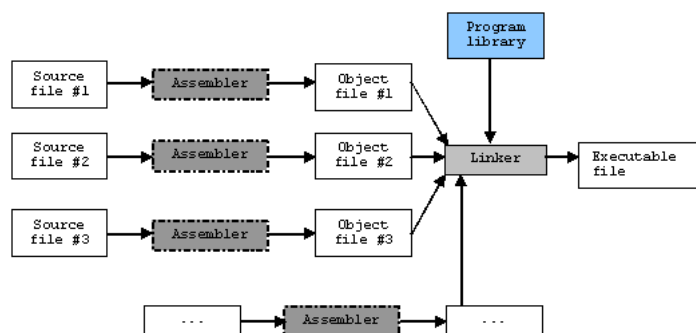 Program
library
Source
file #1
Assembler
Object
file #1
Source
file #2
Assembler
Object
file #2
Linker
Executable
file
Source
file #3
Assembler
Object
file #3
...
Assembler
...